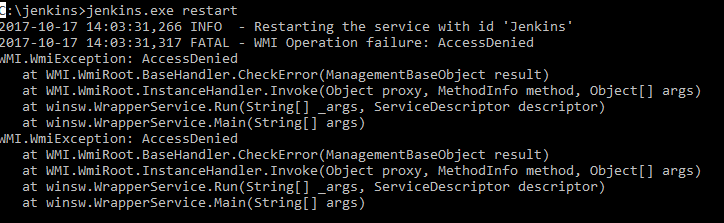 C:\jenkins>jenkins.exe restart
2017-10-17 14:03:31,266 INFO  - Restarting the service with id 'Jenkins'
2017-10-17 14:03:31,317 FATAL - WMI Operation failure: AccessDenied
WMI.WmiException: AccessDenied
   at WMI.WmiRoot.BaseHandler.CheckError(ManagementBaseObject result)
   at WMI.WmiRoot.InstanceHandler.Invoke(Object proxy, MethodInfo method, Object[] args)
   at winsw.WrapperService.Run(String[] _args, ServiceDescriptor descriptor)
   at winsw.WrapperService.Main(String[] args)
WMI.WmiException: AccessDenied
   at WMI.WmiRoot.BaseHandler.CheckError(ManagementBaseObject result)
   at WMI.WmiRoot.InstanceHandler.Invoke(Object proxy, MethodInfo method, Object[] args)
   at winsw.WrapperService.Run(String[] _args, ServiceDescriptor descriptor)
   at winsw.WrapperService.Main(String[] args)